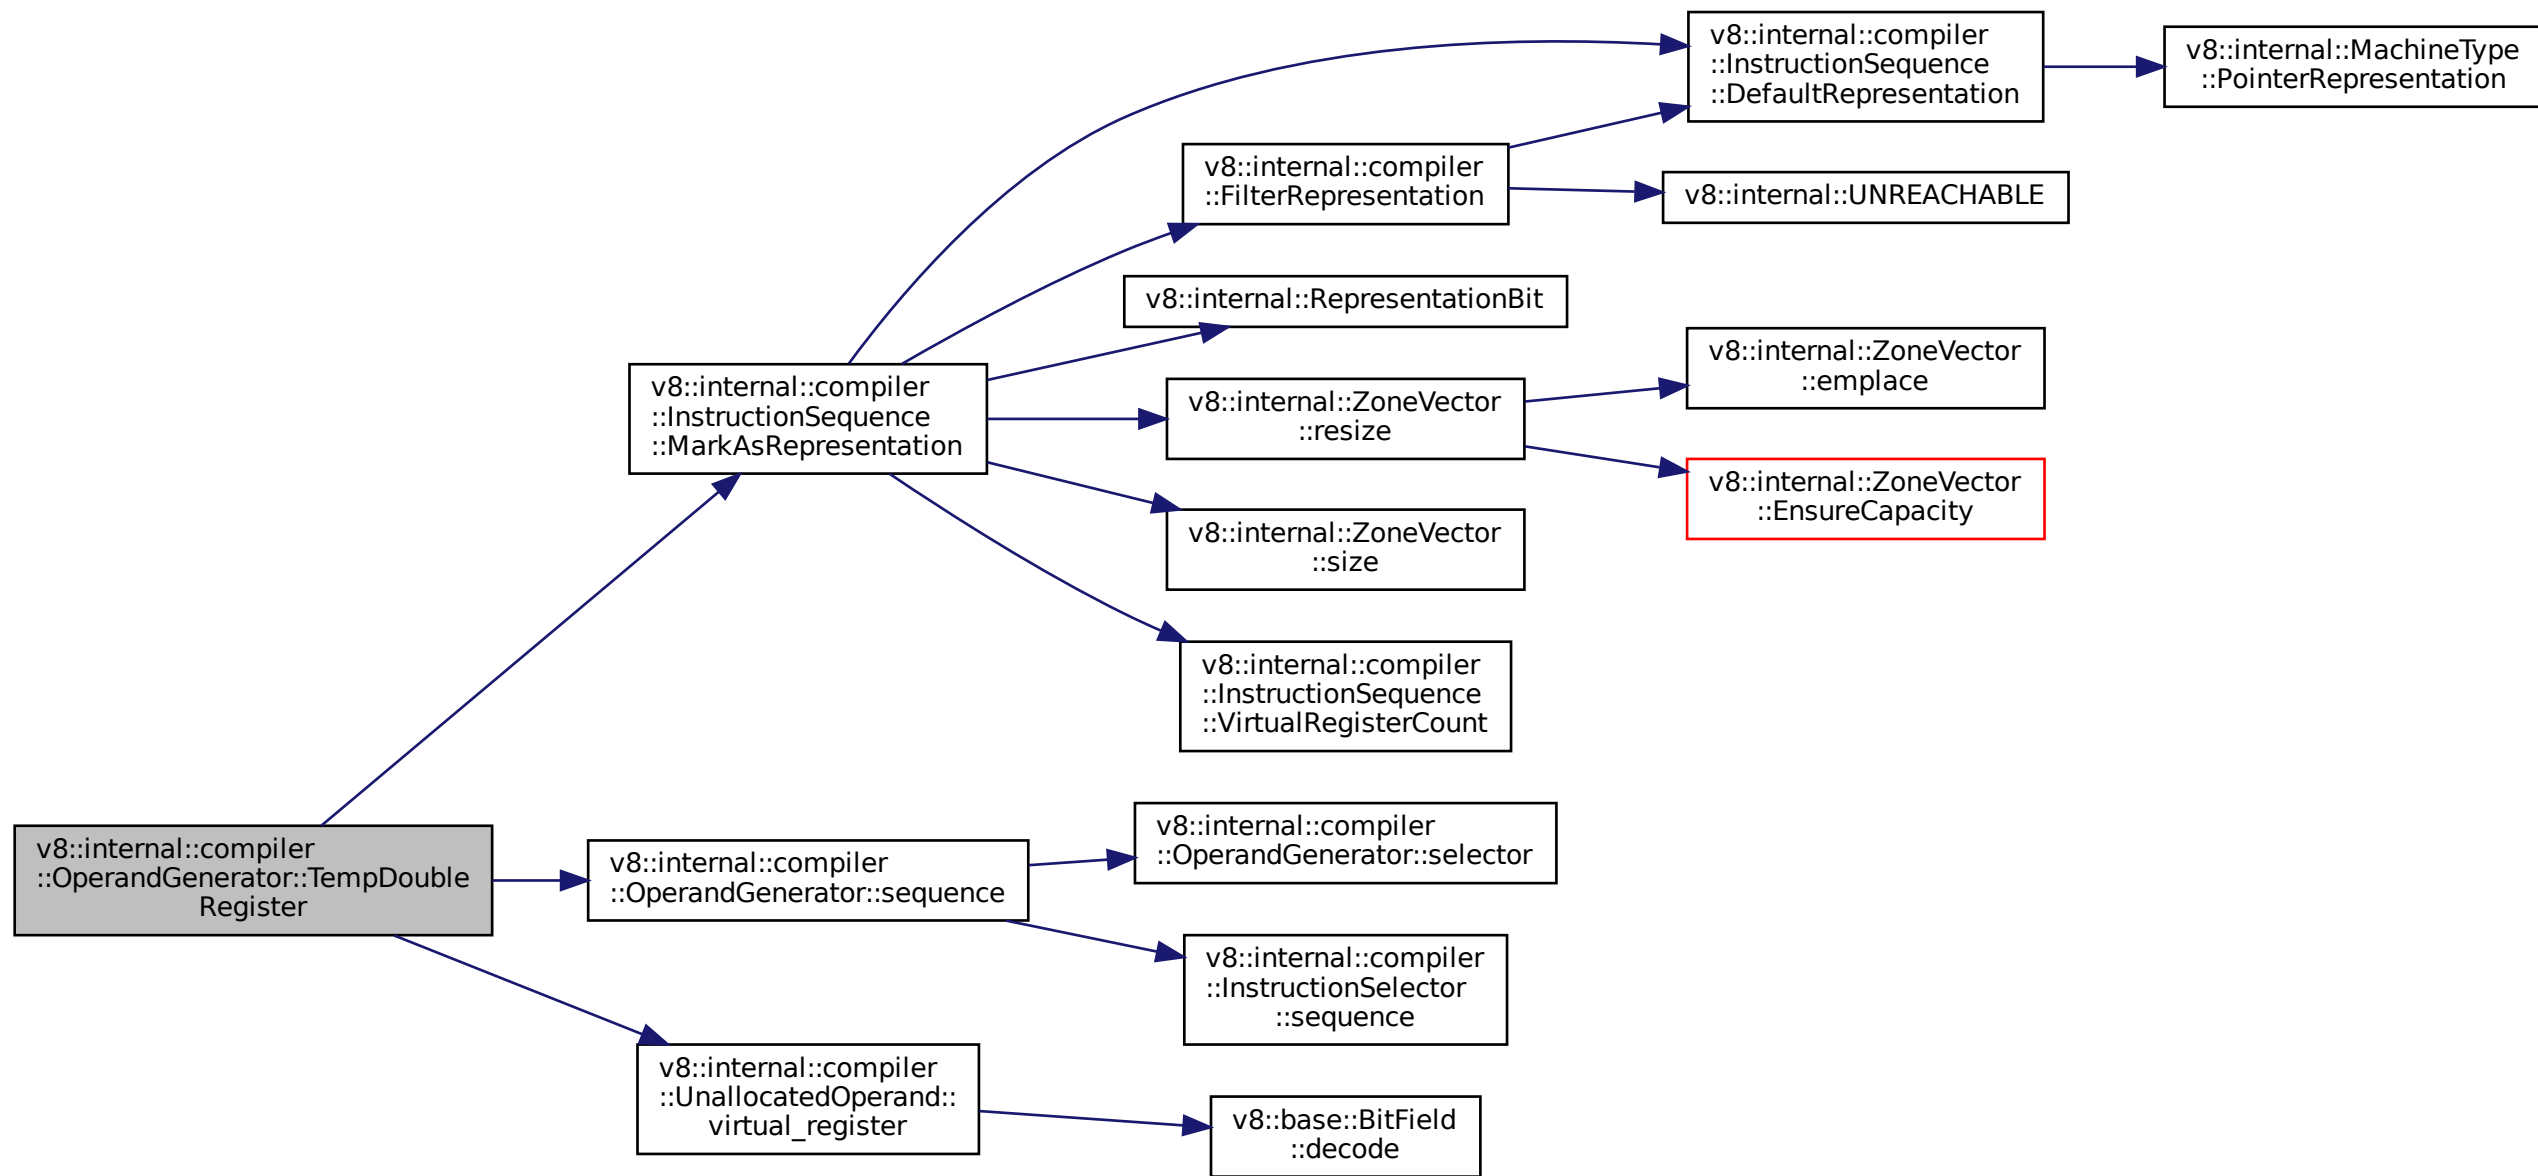 v8::internal::compiler
::OperandGenerator::TempDouble
Register
v8::internal::compiler
::InstructionSequence
::MarkAsRepresentation
v8::internal::compiler
::InstructionSequence
::DefaultRepresentation
v8::internal::MachineType
::PointerRepresentation
v8::internal::compiler
::FilterRepresentation
v8::internal::UNREACHABLE
v8::internal::RepresentationBit
v8::internal::ZoneVector
::resize
v8::internal::ZoneVector
::emplace
v8::internal::ZoneVector
::EnsureCapacity
v8::internal::ZoneVector
::size
v8::internal::compiler
::InstructionSequence
::VirtualRegisterCount
v8::internal::compiler
::OperandGenerator::sequence
v8::internal::compiler
::OperandGenerator::selector
v8::internal::compiler
::InstructionSelector
::sequence
v8::internal::compiler
::UnallocatedOperand::
virtual_register
v8::base::BitField
::decode